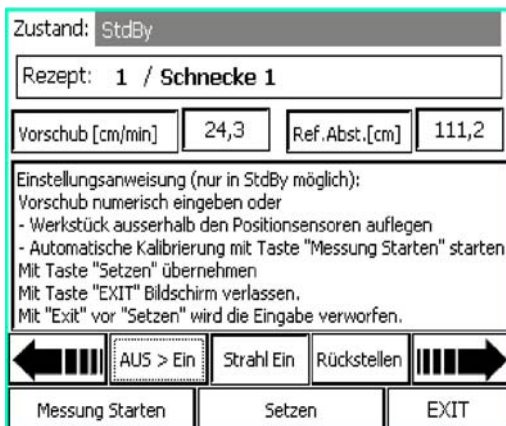 Zustand: StdBy
Rezept: 1 / Schnecke 1
Vorschub [cm/min] 24,3 Ref.Abst.[cm] 111,2
Einstellungsanweisung (nur in StdBy möglich):
Vorschub numerisch eingeben oder
- Werkstück ausserhalb den Positionsensoren auflegen
- Automatische Kalibrierung mit Taste "Messung Starten" starten
Mit Taste "Setzen" übernehmen
Mit Taste "EXIT" Bildschirm verlassen.
Mit "Exit" vor "Setzen" wird die Eingabe verworfen.
AUS > Ein Strahl Ein Rückstellen
Messung Starten Setzen EXIT